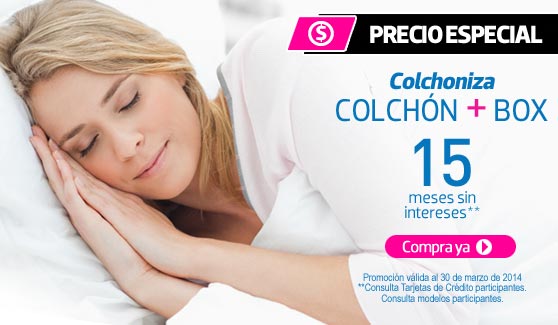 PRECIO ESPECIAL
Colchoniza
COLCHÓN + BOX
15
meses sin
intereses**
Compra ya
Promoción válida al 30 de marzo de 2014
**Consulta Tarjetas de Crédito participantes.
Consulta modelos participantes.